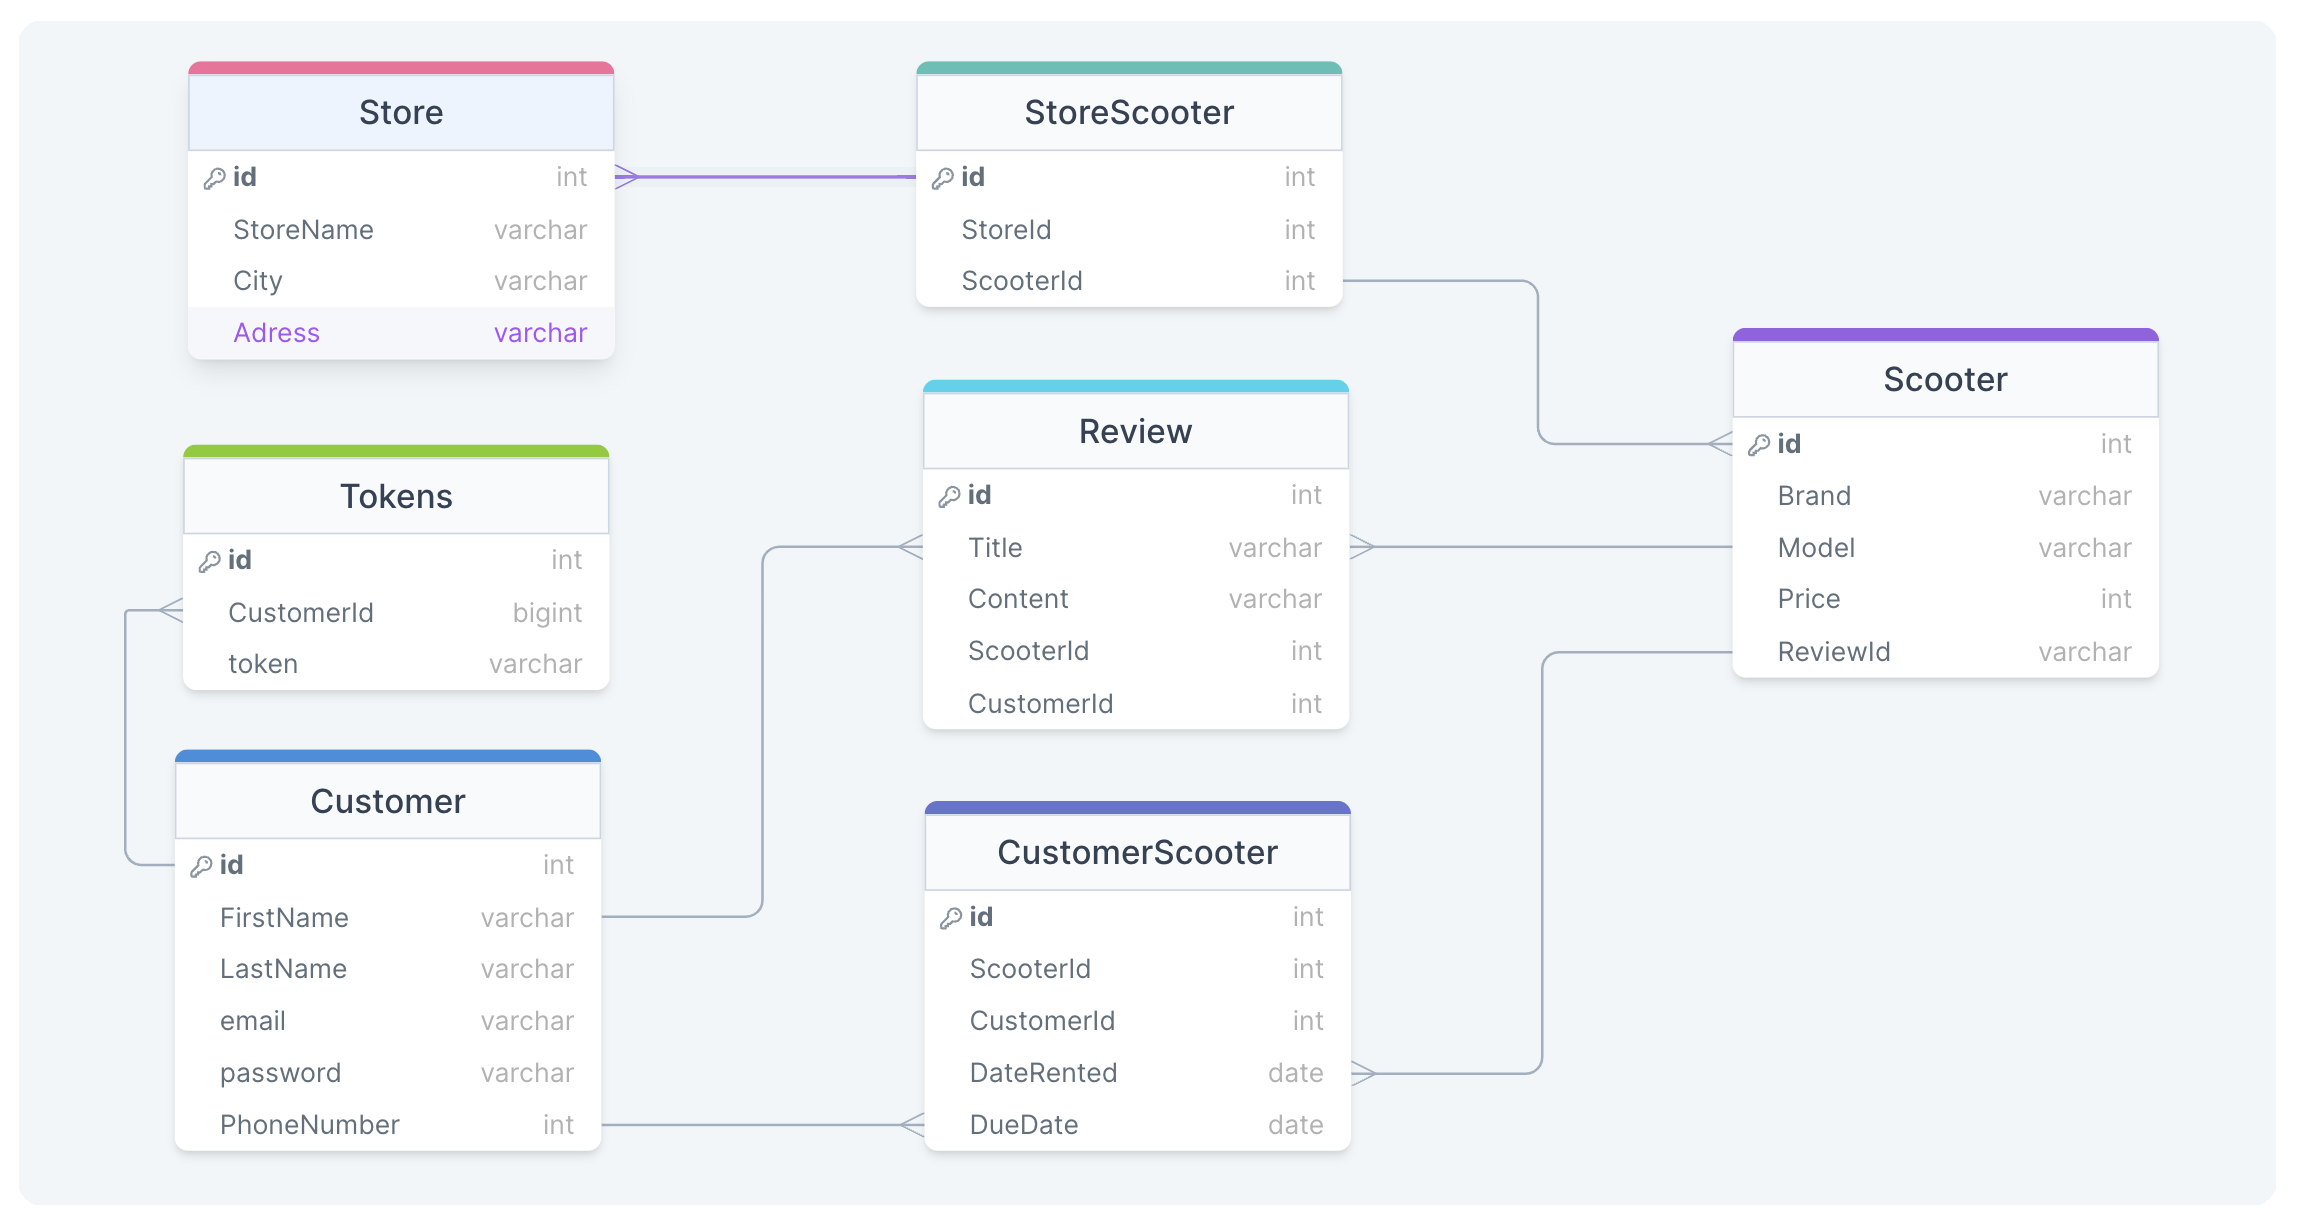 Store
id int
StoreName varchar
City varchar
Adress varchar
StoreScooter
id int
StoreId int
ScooterId int
Scooter
id int
Brand varchar
Model varchar
Price int
ReviewId varchar
Review
id int
Title varchar
Content varchar
ScooterId int
CustomerId int
Tokens
id int
CustomerId bigint
token varchar
Customer
id int
FirstName varchar
LastName varchar
email varchar
password varchar
PhoneNumber int
CustomerScooter
id int
ScooterId int
CustomerId int
DateRented date
DueDate date